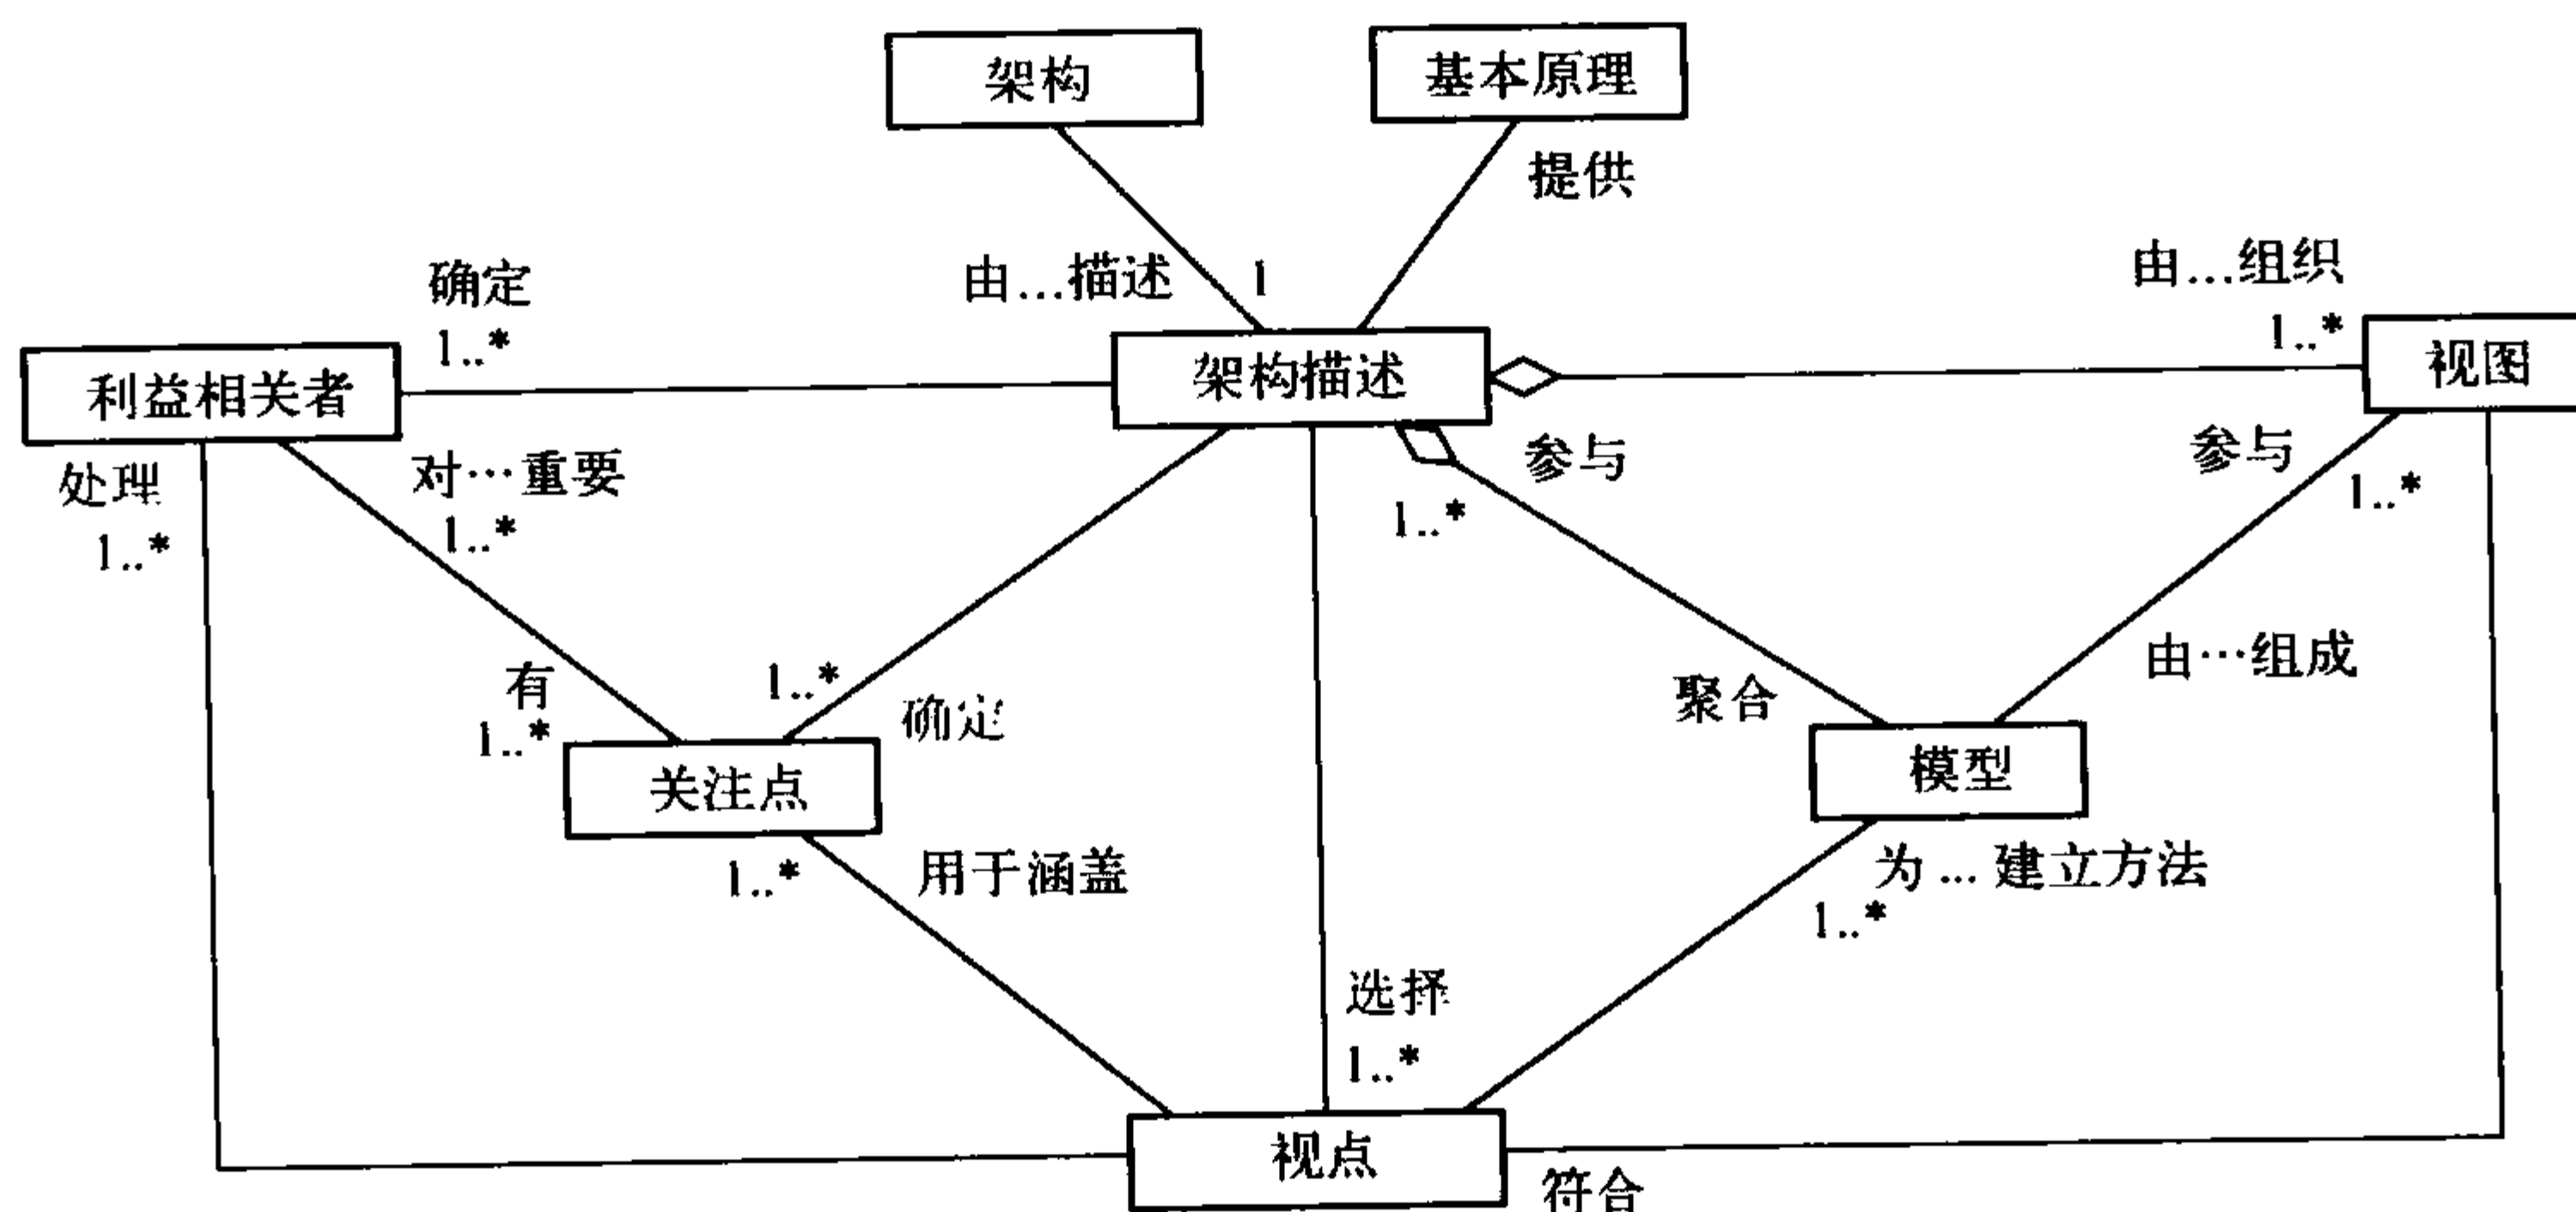 架构
基本原理
提供
由…描述
1
确定
1..*
由…组织
1..*
利益相关者
架构描述
视图
处理
1..*
对…重要
1..*
参与
1..*
参与
1..*
有
1..*
1..*
确定
聚合
由…组成
关注点
模型
1..*
用于涵盖
为…建立方法
1..*
选择
1..*
视点
符合